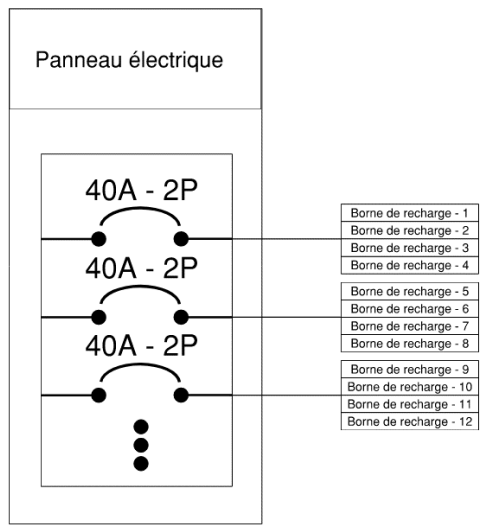 Panneau électrique
40A - 2P
Borne de recharge - 1
Borne de recharge - 2
Borne de recharge - 3
Borne de recharge - 4
40A - 2P
Borne de recharge - 5
Borne de recharge - 6
Borne de recharge - 7
Borne de recharge - 8
40A - 2P
Borne de recharge - 9
Borne de recharge - 10
Borne de recharge - 11
Borne de recharge - 12